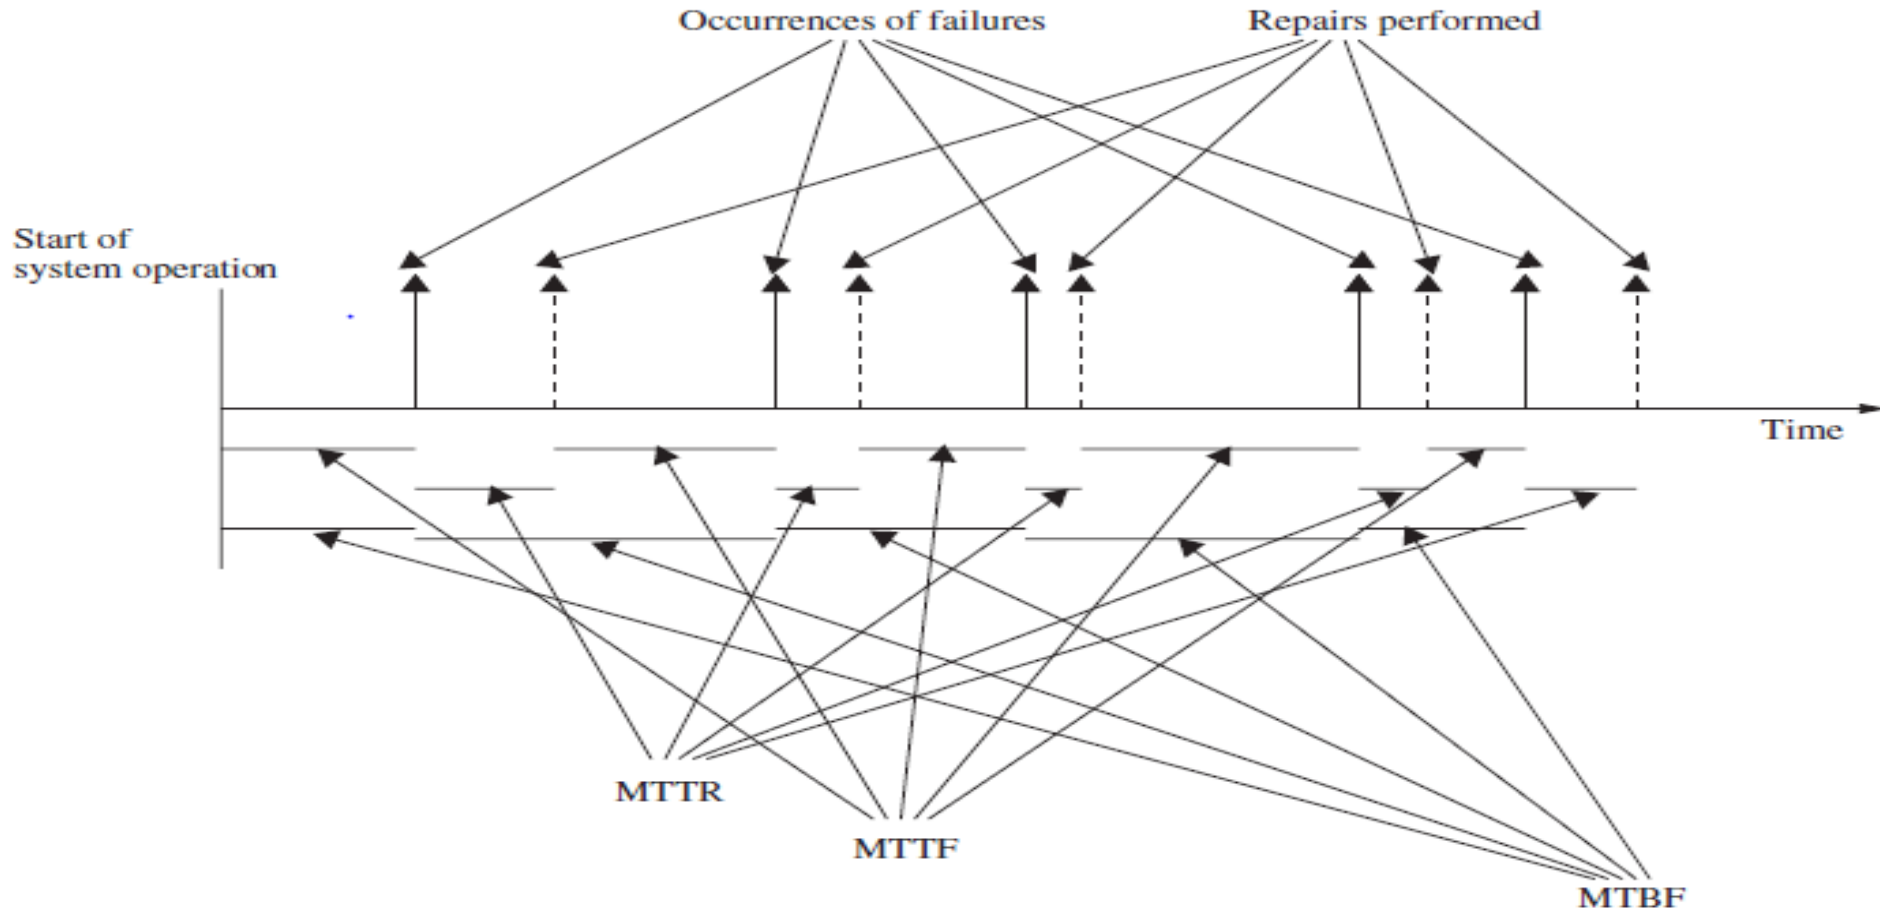 Occurrences of failures
Repairs performed
Start of
system operation
Time
MTTR
MTTF
MTBF